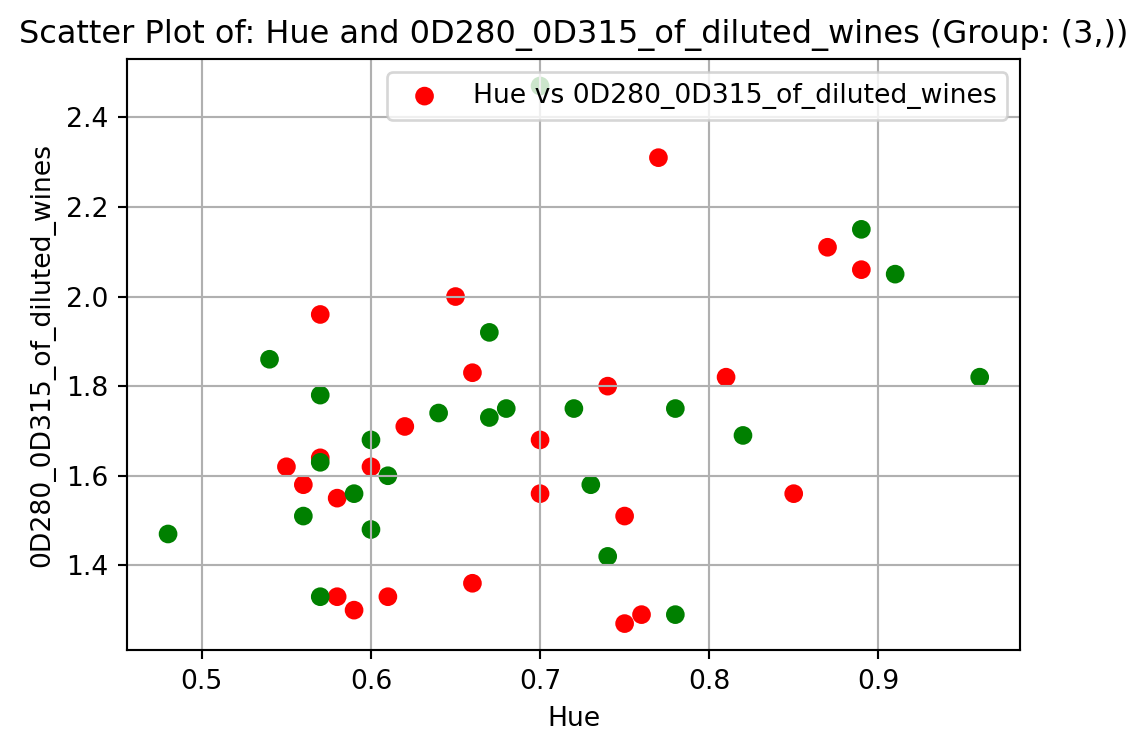 Scatter Plot of: Hue and 0D280_0D315_of_diluted_wines (Group: (3,))
Hue vs 0D280_0D315_of_diluted_wines
0D280_0D315_of_diluted_wines
2.4
2.2
2.0
1.8
1.6
1.4
0.5 0.6 0.7 0.8 0.9
Hue